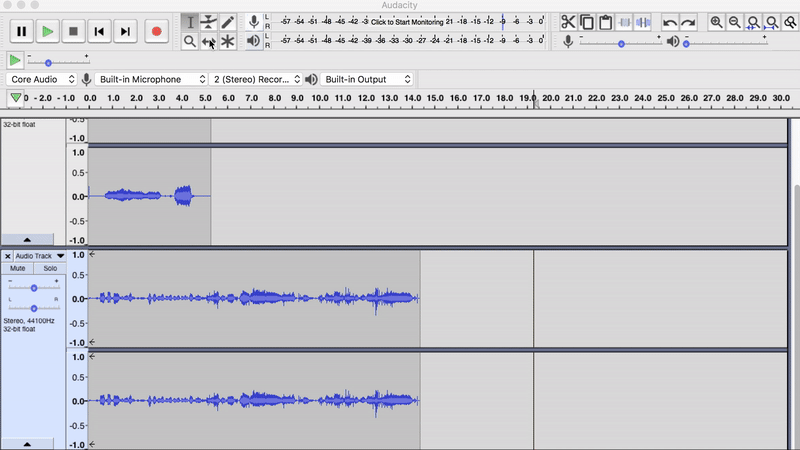 Audacity
L
R
-57 -54 -51 -48 -45 -42 -3 Click to Start Monitoring 21 -18 -15 -12 -9 -6 -3 0
L
R
-57 -54 -51 -48 -45 -42 -39 -36 -33 -30 -27 -24 -21 -18 -15 -12 -9 -6 -3 0
Core Audio Built-in Microphone 2 (Stereo) Recor... Built-in Output
0 - 2.0 - 1.0 0.0 1.0 2.0 3.0 4.0 5.0 6.0 7.0 8.0 9.0 10.0 11.0 12.0 13.0 14.0 15.0 16.0 17.0 18.0 19.0 20.0 21.0 22.0 23.0 24.0 25.0 26.0 27.0 28.0 29.0 30.0
32-bit float
-0.5
-1.0
1.0
0.5
0.0
-0.5
-1.0
Audio Track
Mute Solo
- +
L R
Stereo, 44100Hz
32-bit float
1.0
0.5
0.0
-0.5
-1.0
1.0
0.5
0.0
-0.5
-1.0